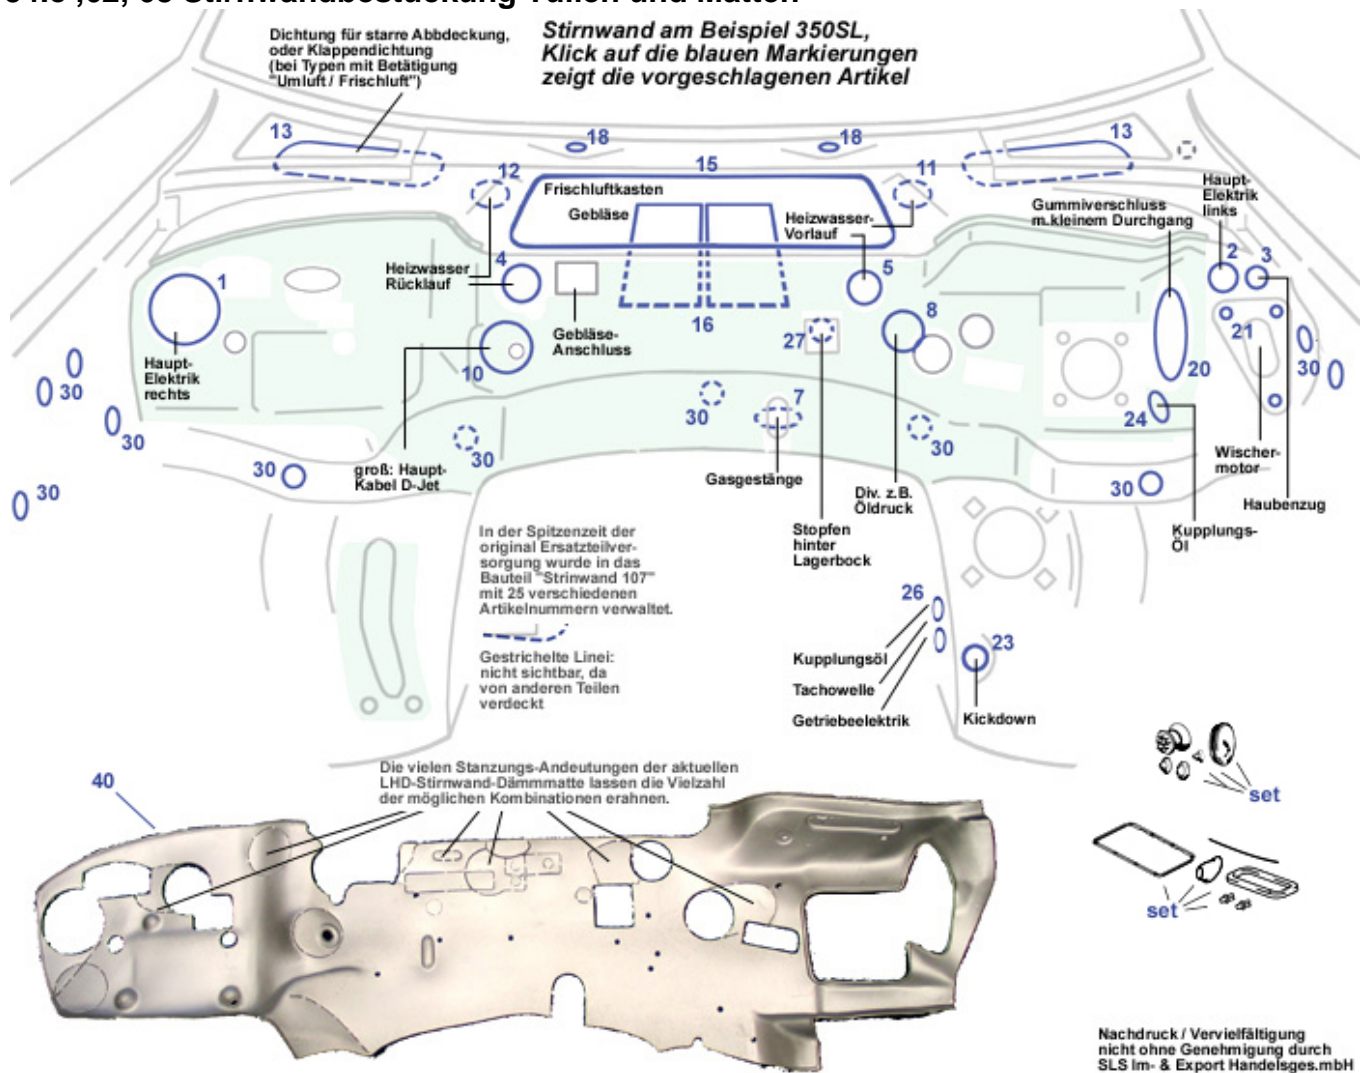 Stirnwandbestückung Tüllen und Matten
Dichtung für starre Abbdeckung,
oder Klappendichtung
(bei Typen mit Betätigung
"Umluft / Frischluft")
Stirnwand am Beispiel 350SL,
Klick auf die blauen Markierungen
zeigt die vorgeschlagenen Artikel
13
18
18
13
12
15
11
Frischluftkasten
Gebläse
Heizwasser-
Vorlauf
Gummiverschluss
m.kleinem Durchgang
Haupt-
Elektrik
links
1
Heizwasser
Rücklauf
4
5
2
3
Gebläse-
Anschluss
16
27
8
21
Haupt-
Elektrik
rechts
10
20
30
30
30
30
7
24
30
30
30
30
30
30
groß: Haupt-
Kabel D-Jet
Gasgestänge
Div. z.B.
Öldruck
Wischer-
motor
Haubenzug
Stopfen
hinter
Lagerbock
Kupplungs-
Öl
In der Spitzenzeit der
original Ersatzteilver-
sorgung wurde in das
Bauteil "Strinwand 107"
mit 25 verschiedenen
Artikelnummern verwaltet.
Gestrichelte Linei:
nicht sichtbar, da
von anderen Teilen
verdeckt
26
23
Kupplungsöl
Tachowelle
Getriebeelektrik
Kickdown
40
Die vielen Stanzungs-Andeutungen der aktuellen
LHD-Stirnwand-Dämmmatte lassen die Vielzahl
der möglichen Kombinationen erahnen.
set
set
Nachdruck / Vervielfältigung
nicht ohne Genehmigung durch
SLS Im- & Export Handelsges.mbH